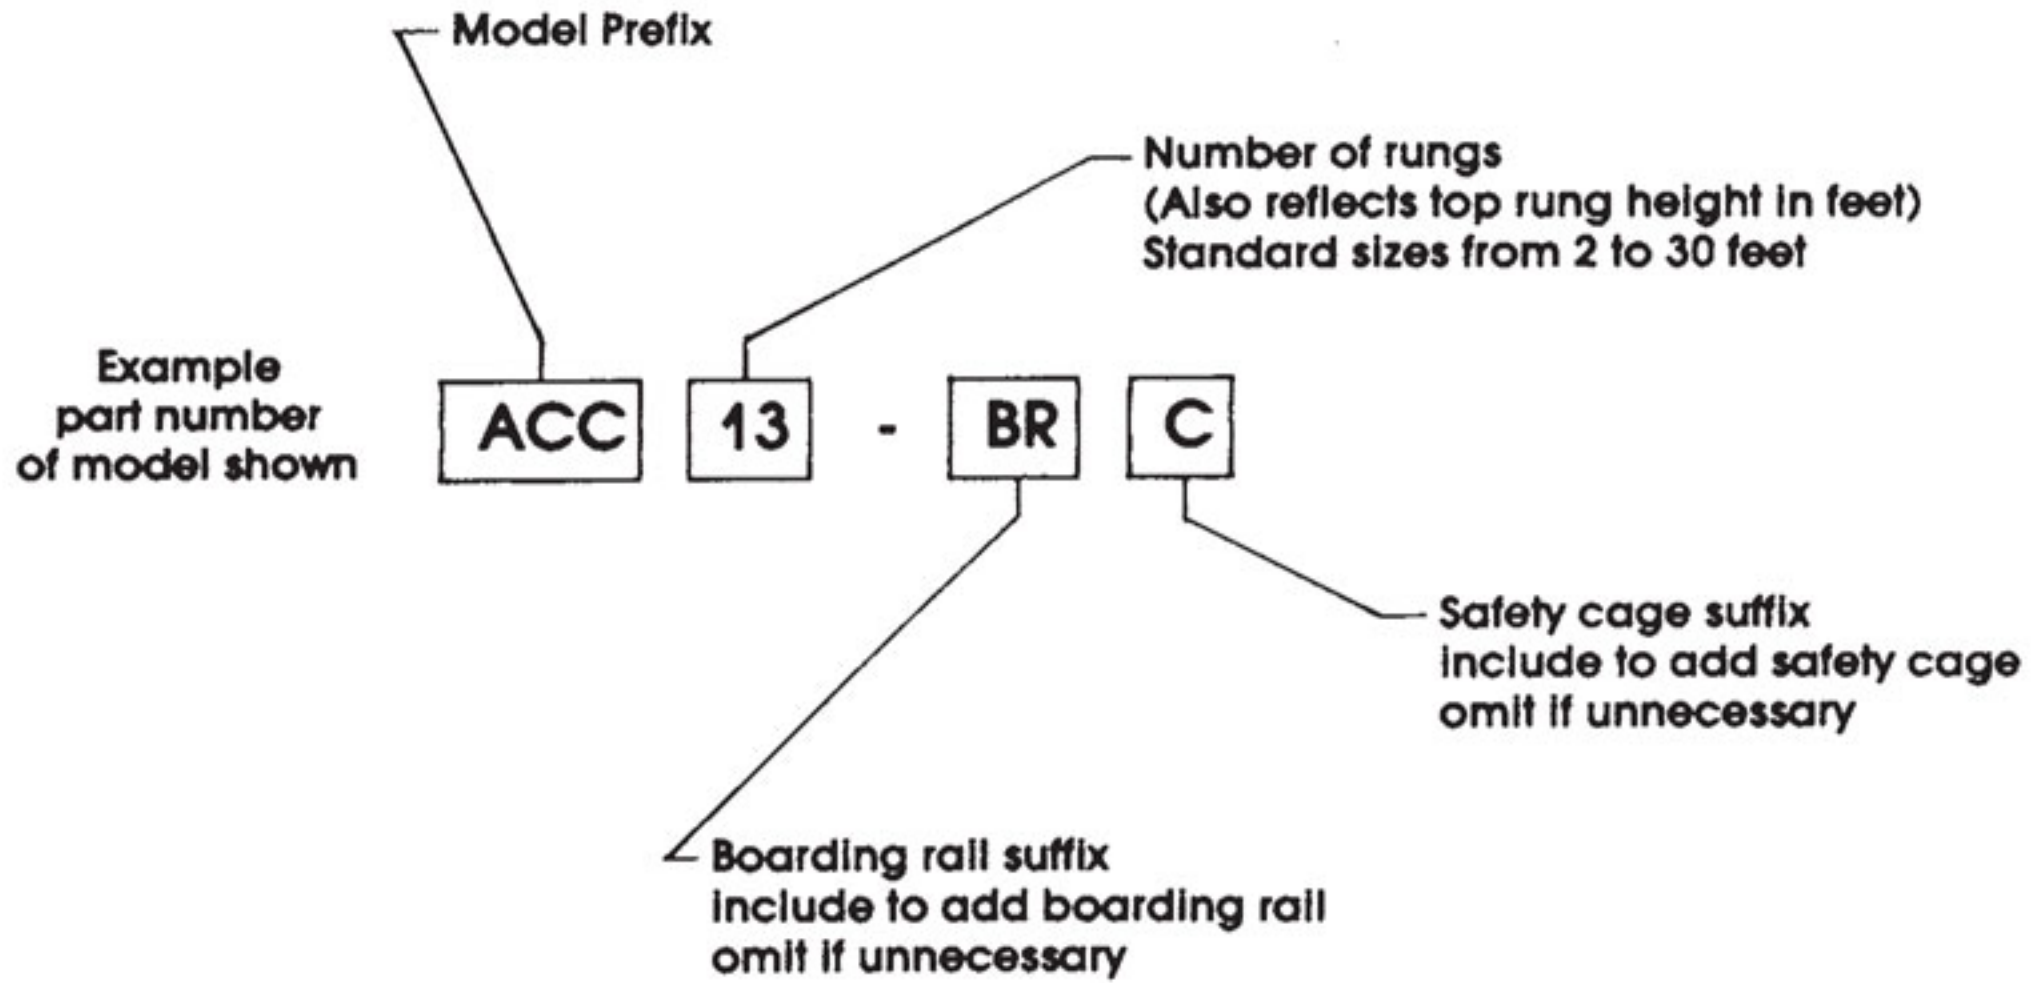 Model Prefix
Number of rungs
(Also reflects top rung height in feet)
Standard sizes from 2 to 30 feet
Example
part number
of model shown
ACC 13 - BR C
Safety cage suffix
include to add safety cage
omit if unnecessary
Boarding rail suffix
include to add boarding rail
omit if unnecessary